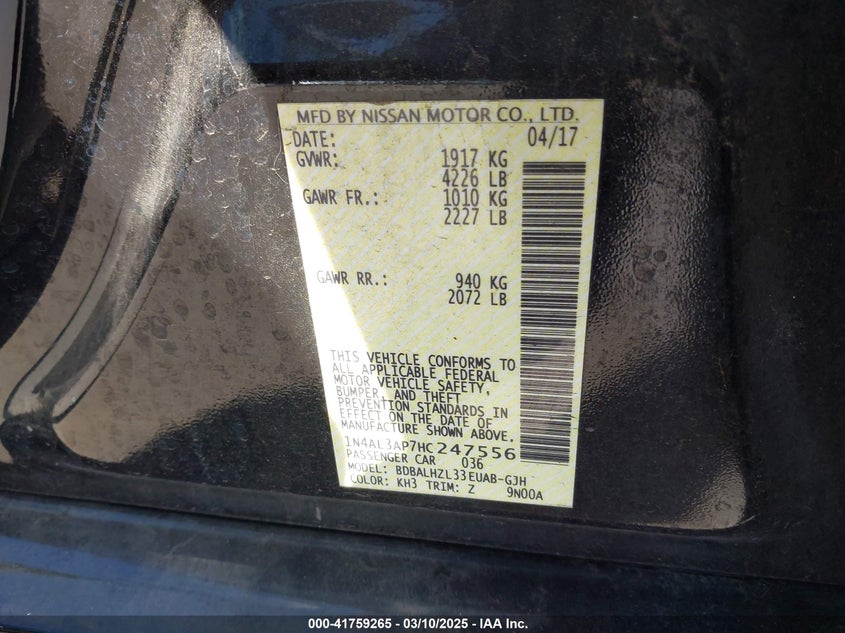 MFD BY NISSAN MOTOR CO., LTD.
DATE: 04/17
GVWR: 1917 KG
4226 LB
GAWR FR.: 1010 KG
2227 LB
GAWR RR.: 940 KG
2072 LB
THIS VEHICLE CONFORMS TO
ALL APPLICABLE FEDERAL
MOTOR VEHICLE SAFETY,
BUMPER, AND THEFT
PREVENTION STANDARDS IN
EFFECT ON THE DATE OF
MANUFACTURE SHOWN ABOVE.
1N4AL3AP7HC247556
PASSENGER CAR 036
MODEL: BDBALHZL33EUAB-GJH
COLOR: KH3 TRIM: Z 9N00A
000-41759265 – 03/10/2025 – IAA Inc.